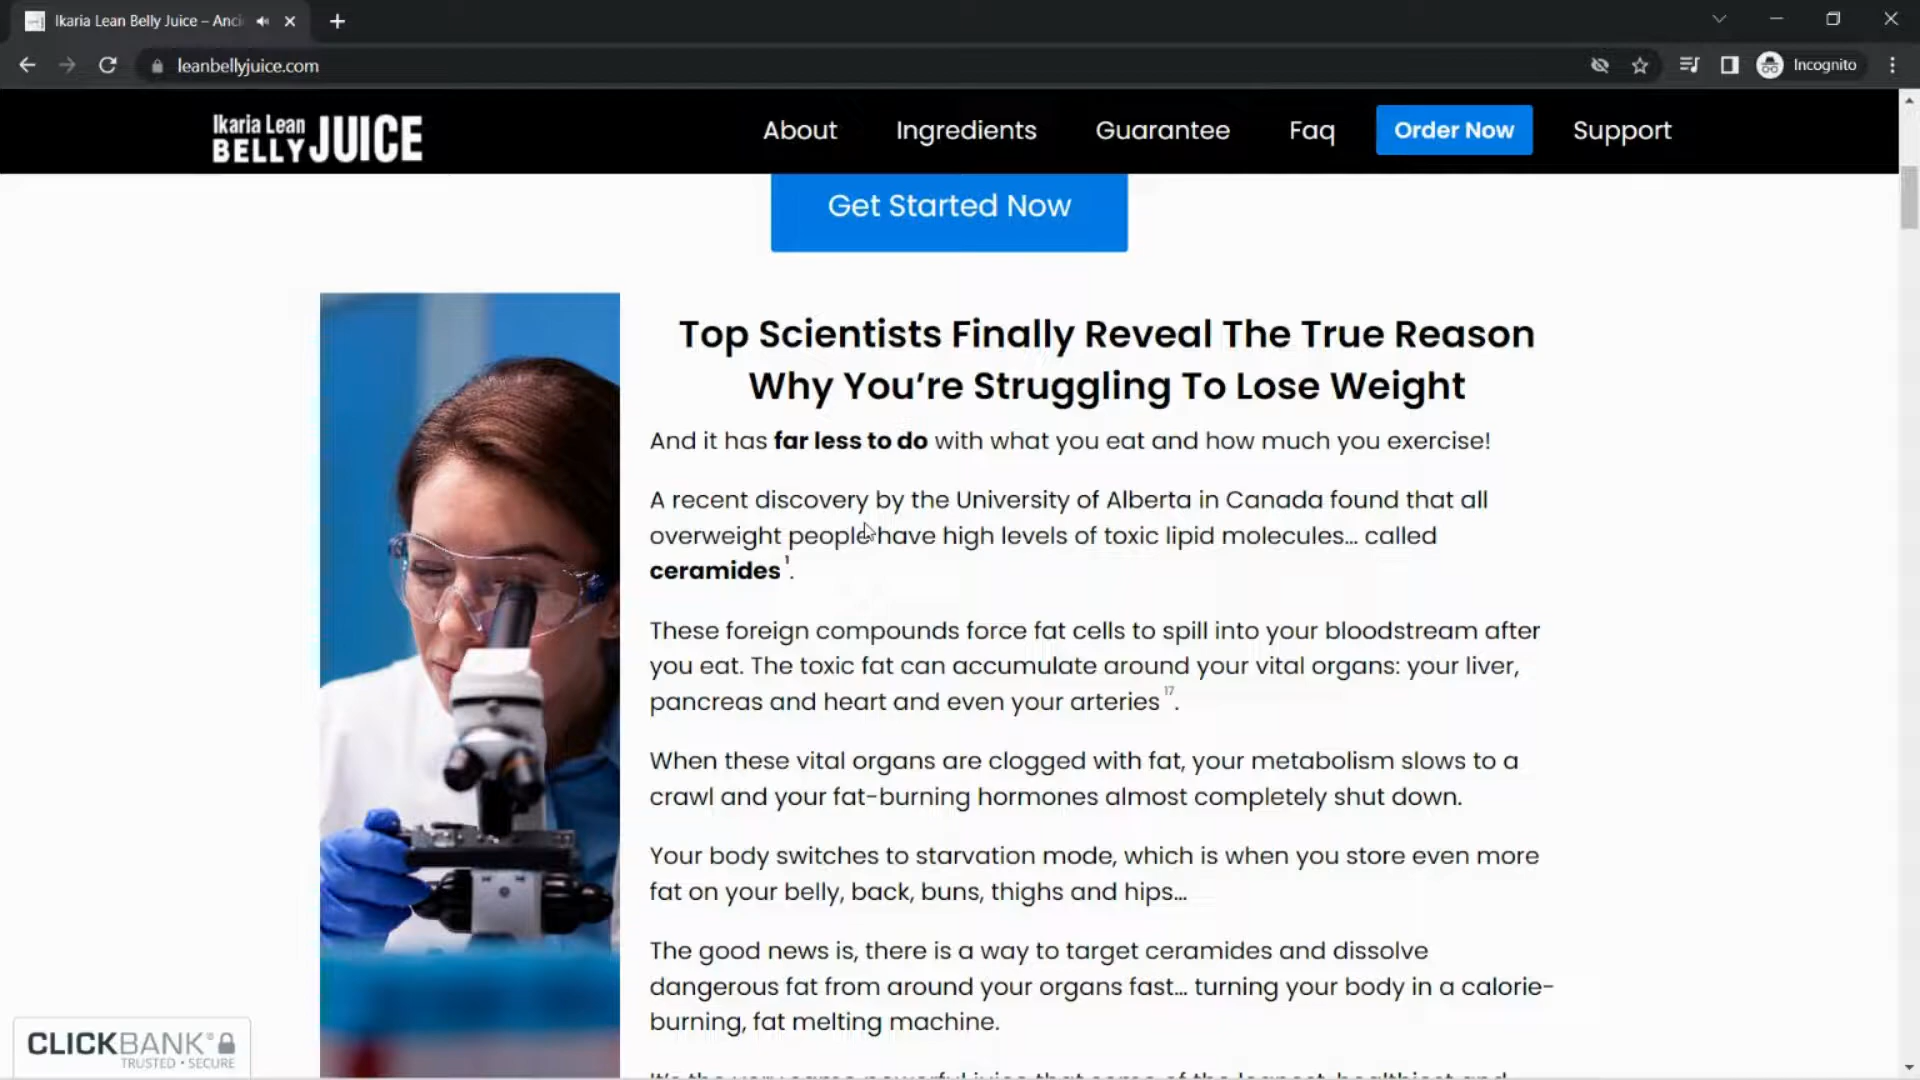 Ikaria Lean Belly Juice – Anci
leanbellyjuice.com
Incognito
Ikaria Lean
BELLY JUICE
About
Ingredients
Guarantee
Faq
Order Now
Support
Get Started Now
Top Scientists Finally Reveal The True Reason
Why You’re Struggling To Lose Weight
And it has far less to do with what you eat and how much you exercise!
A recent discovery by the University of Alberta in Canada found that all
overweight people have high levels of toxic lipid molecules... called
ceramides 1.
These foreign compounds force fat cells to spill into your bloodstream after
you eat. The toxic fat can accumulate around your vital organs: your liver,
pancreas and heart and even your arteries 17.
When these vital organs are clogged with fat, your metabolism slows to a
crawl and your fat-burning hormones almost completely shut down.
Your body switches to starvation mode, which is when you store even more
fat on your belly, back, buns, thighs and hips...
The good news is, there is a way to target ceramides and dissolve
dangerous fat from around your organs fast... turning your body in a calorie-
burning, fat melting machine.
CLICKBANK
TRUSTED • SECURE